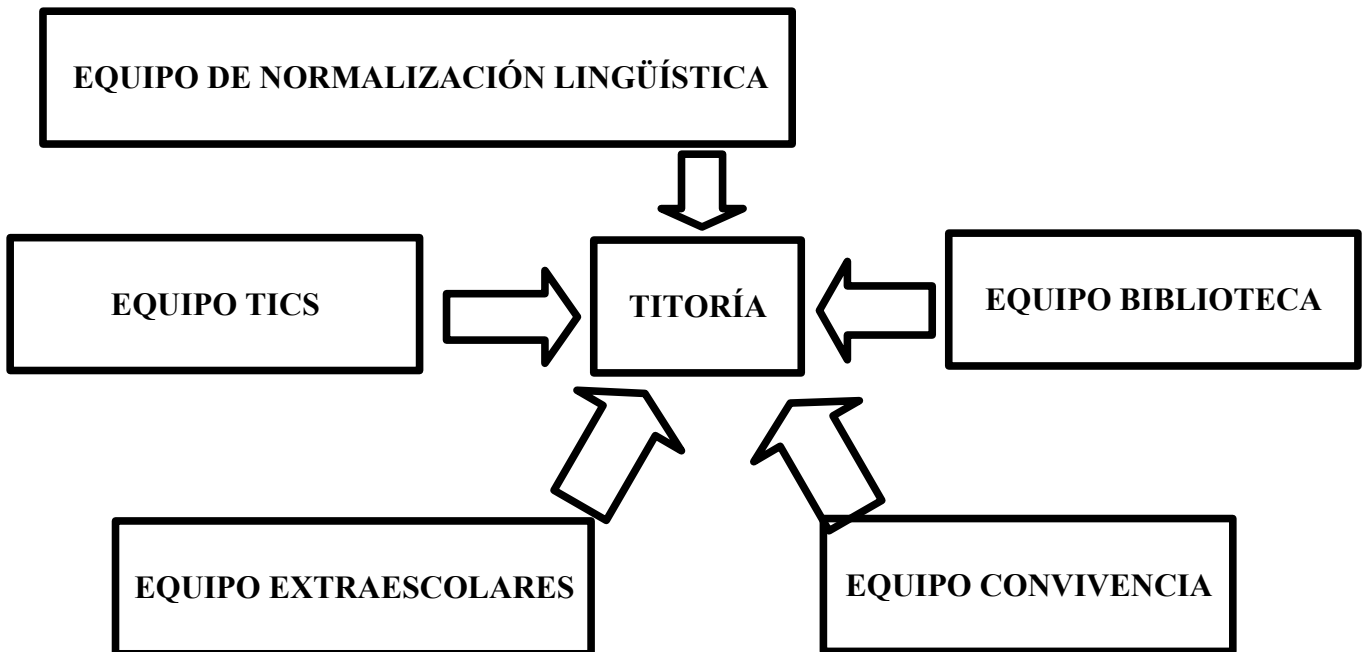 EQUIPO DE NORMALIZACIÓN LINGÜÍSTICA
EQUIPO TICS
TITORÍA
EQUIPO BIBLIOTECA
EQUIPO EXTRAESCOLARES
EQUIPO CONVIVENCIA